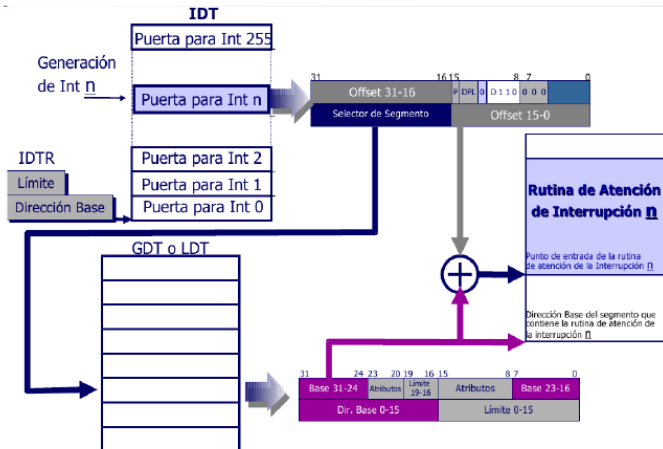 IDT
Puerta para Int 255
Generación
de Int n
Puerta para Int n
31
16
15
8
7
0
Offset 31-16
P
DPL
0
D 1 1 0
0 0 0
Selector de Segmento
Offset 15-0
IDTR
Límite
Dirección Base
Puerta para Int 2
Puerta para Int 1
Puerta para Int 0
Rutina de Atención
de Interrupción n
Punto de entrada de la rutina
de atención de la Interrupción n
Dirección Base del segmento que
contiene la rutina de atención de
la interrupción n
GDT o LDT
31
24
23
20
19
16
15
8
7
0
Base 31-24
Atributos
Límite
19-16
Atributos
Base 23-16
Dir. Base 0-15
Límite 0-15